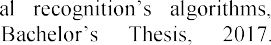 al recognition's algorithms,
Bachelor's Thesis, 2017.